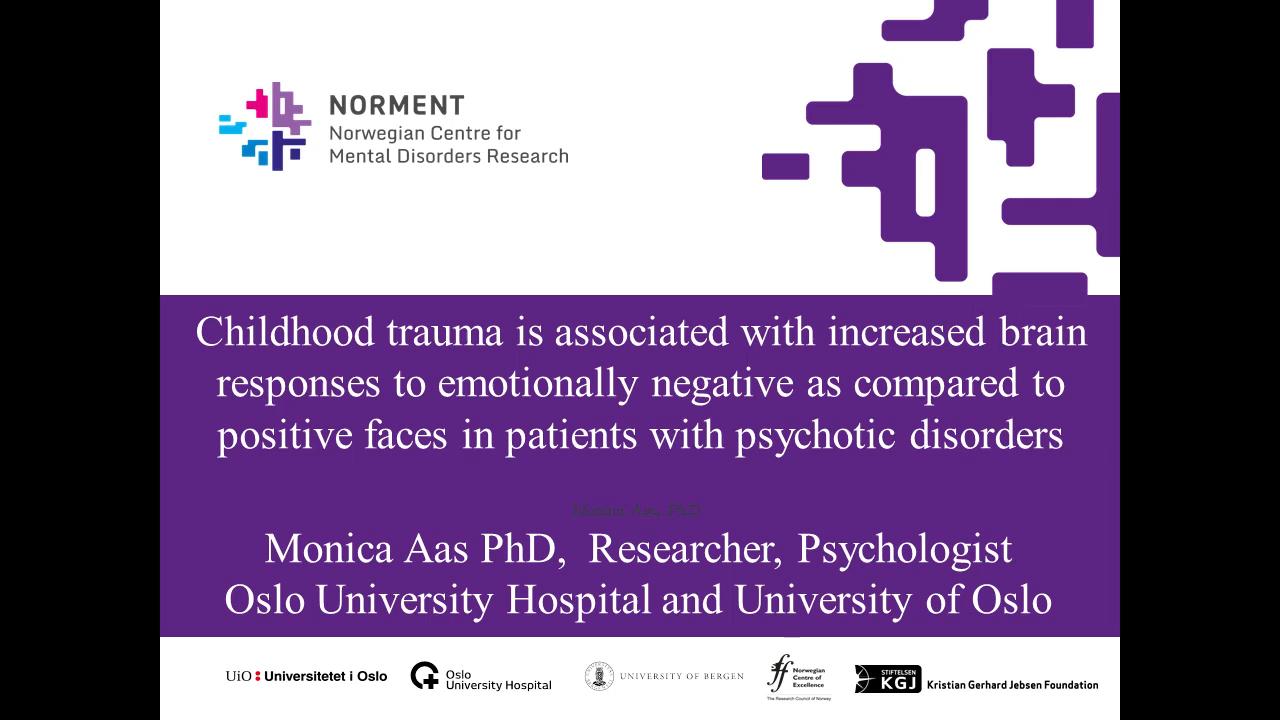 NORMENT
Norwegian Centre for
Mental Disorders Research
Childhood trauma is associated with increased brain
responses to emotionally negative as compared to
positive faces in patients with psychotic disorders
Monica Aas, PhD
Monica Aas PhD, Researcher, Psychologist
Oslo University Hospital and University of Oslo
UiO : Universitetet i Oslo
Oslo
University Hospital
UNIVERSITY OF BERGEN
Norwegian
Centre of
Excellence
The Research Council of Norway
STIFTELSEN
KGJ
Kristian Gerhard Jebsen Foundation